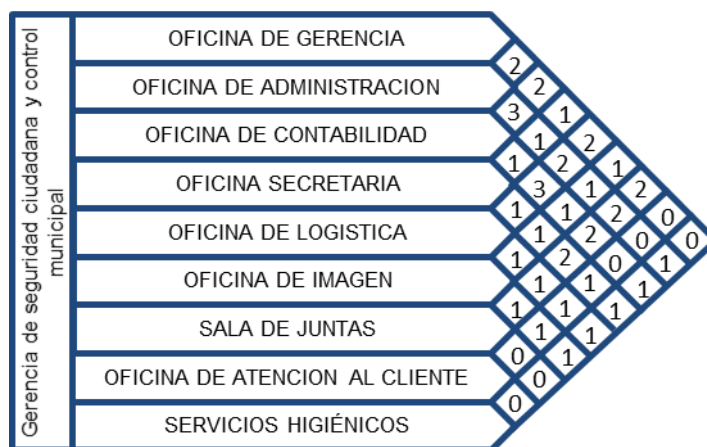 Gerencia de seguridad ciudadana y control
municipal
OFICINA DE GERENCIA
2
OFICINA DE ADMINISTRACION
2
3 1
OFICINA DE CONTABILIDAD
1 2
1 2 1
OFICINA SECRETARIA
3 1 2
1 1 2 0
OFICINA DE LOGISTICA
1 2 0 0
1 2 0 1
OFICINA DE IMAGEN
1 1 1
1 1 1
SALA DE JUNTAS
1 1
0 1
OFICINA DE ATENCION AL CLIENTE
0
0
SERVICIOS HIGIÉNICOS